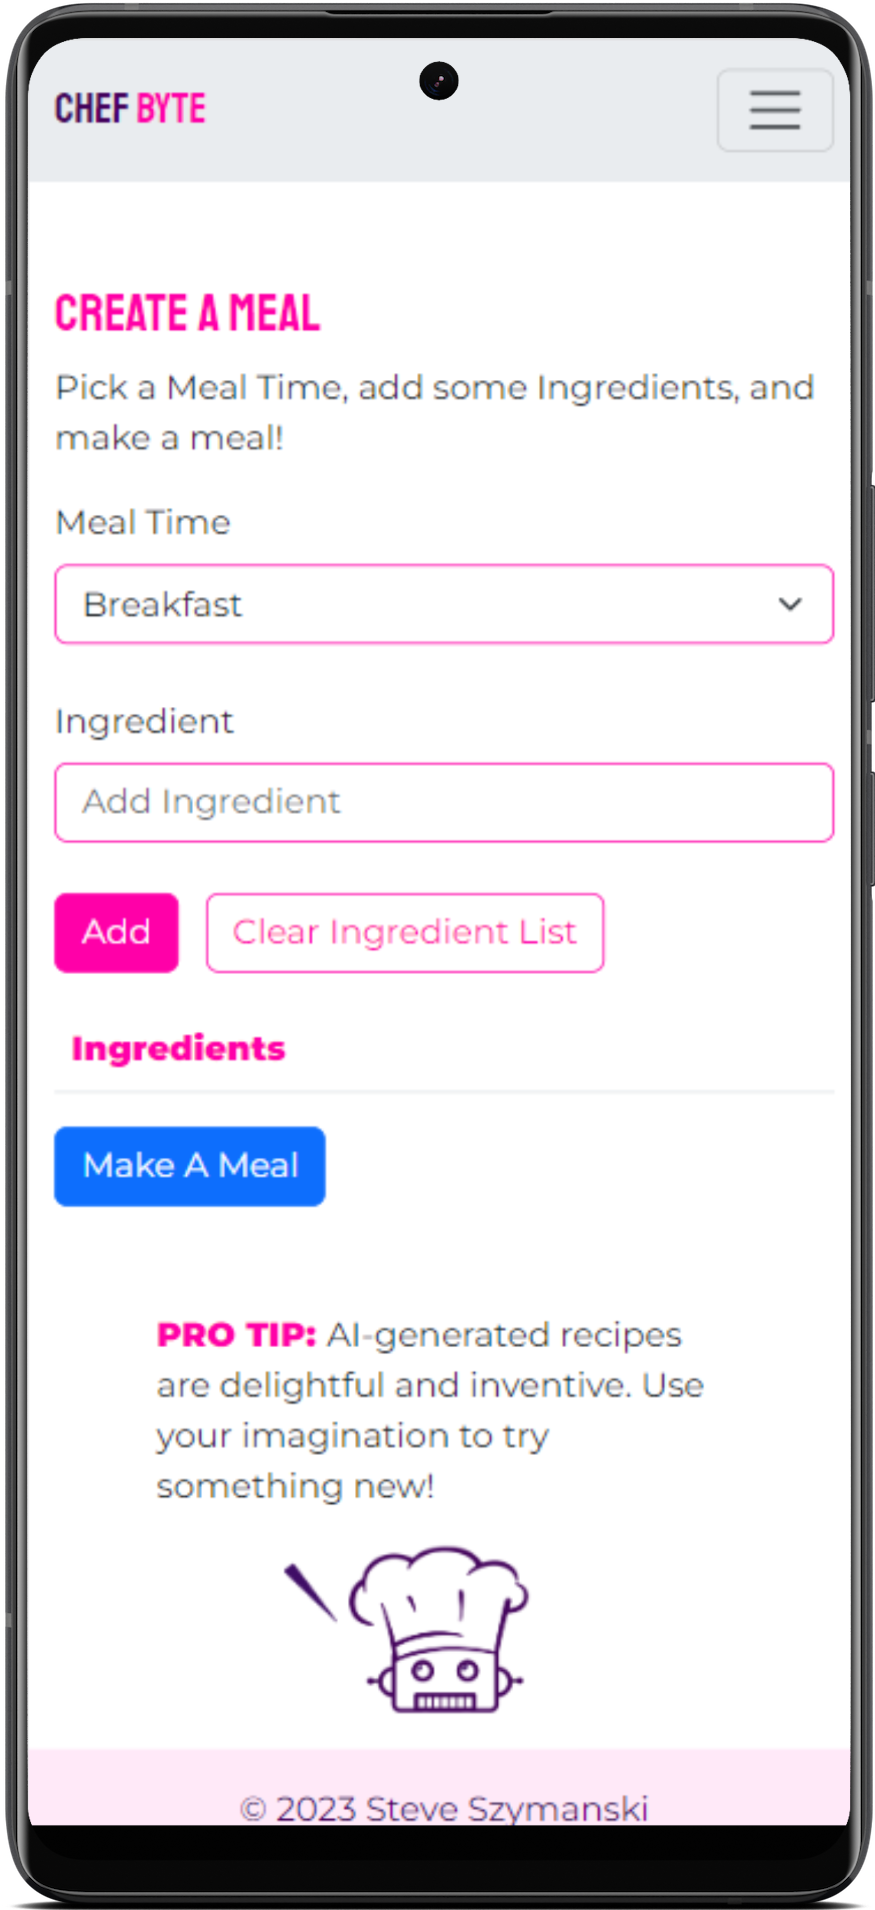 CHEF BYTE
CREATE A MEAL
Pick a Meal Time, add some Ingredients, and
make a meal!
Meal Time
Breakfast
Ingredient
Add Ingredient
Add
Clear Ingredient List
Ingredients
Make A Meal
PRO TIP: AI-generated recipes
are delightful and inventive. Use
your imagination to try
something new!
© 2023 Steve Szymanski